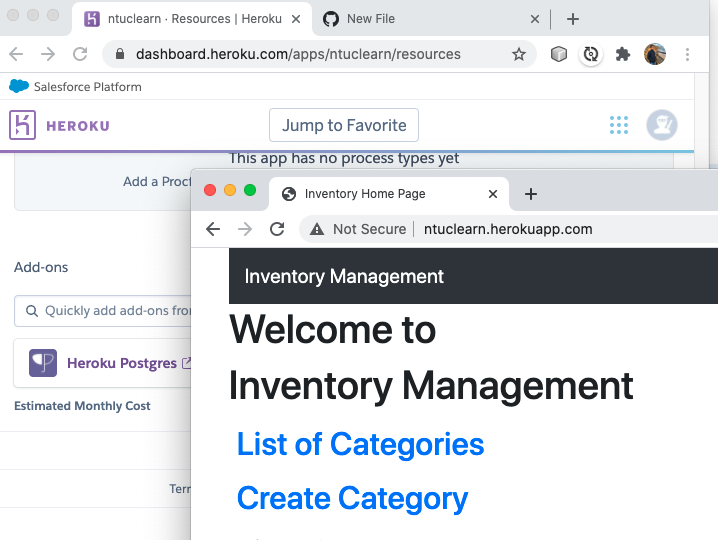 ntuclearn · Resources | Heroku
New File
dashboard.heroku.com/apps/ntuclearn/resources
Salesforce Platform
HEROKU
Jump to Favorite
This app has no process types yet
Add a Procf
Add-ons
Quickly add add-ons from
Heroku Postgres
Estimated Monthly Cost
Terr
Inventory Home Page
Not Secure
ntuclearn.herokuapp.com
Inventory Management
Welcome to
Inventory Management
List of Categories
Create Category